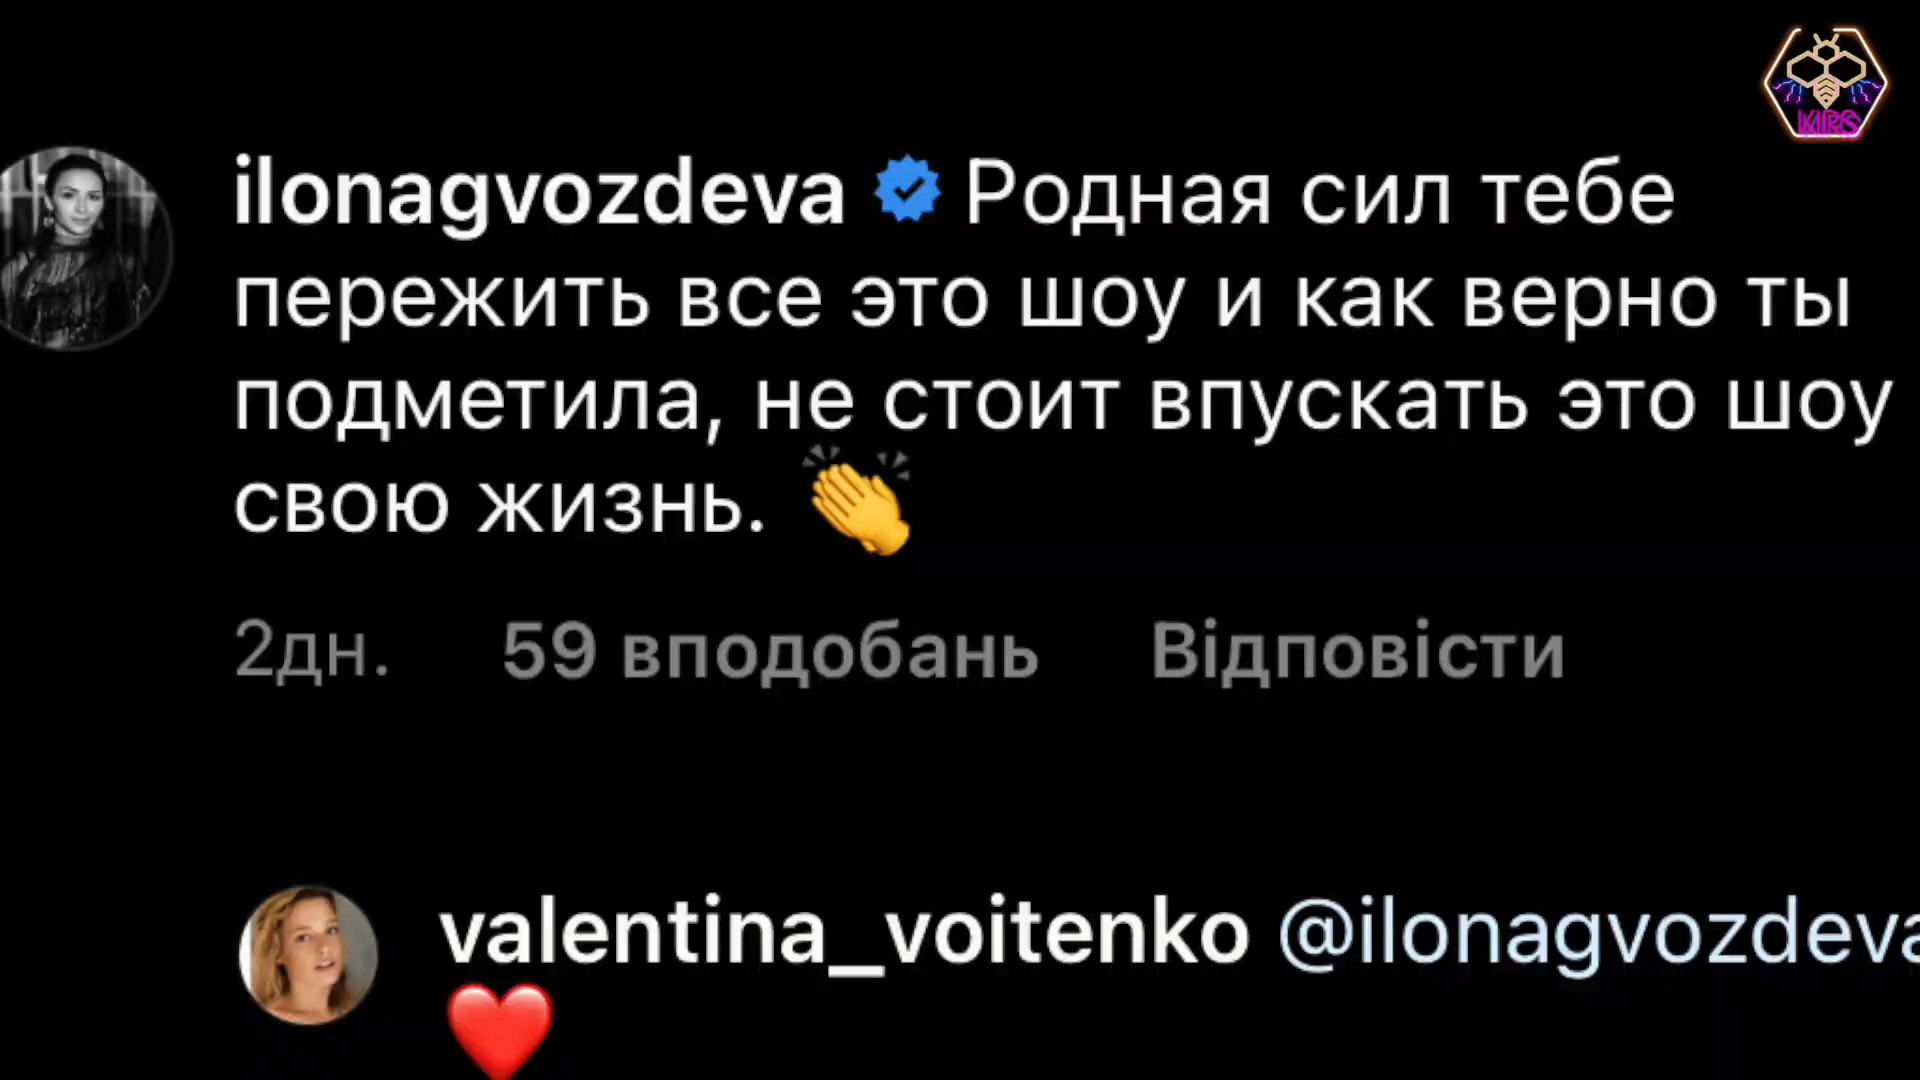 KIRS
ilonagvozdeva Родная сил тебе
пережить все это шоу и как верно ты
подметила, не стоит впускать это шоу
свою жизнь. 👏
2дн. 59 вподобань Відповісти
valentina_voitenko @ilonagvozdeva
❤️